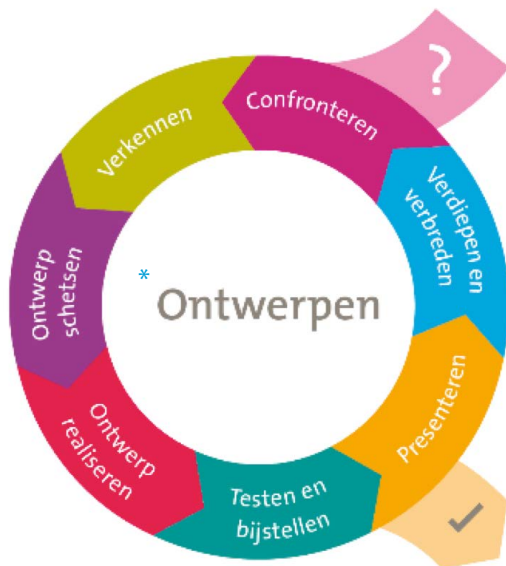 ?
Confronteren
Verkennen
Ontwerp
schetsen
Ontwerp
realiseren
Testen en
bijstellen
Presenteren
Verdiepen en
verbreden
* Ontwerpen